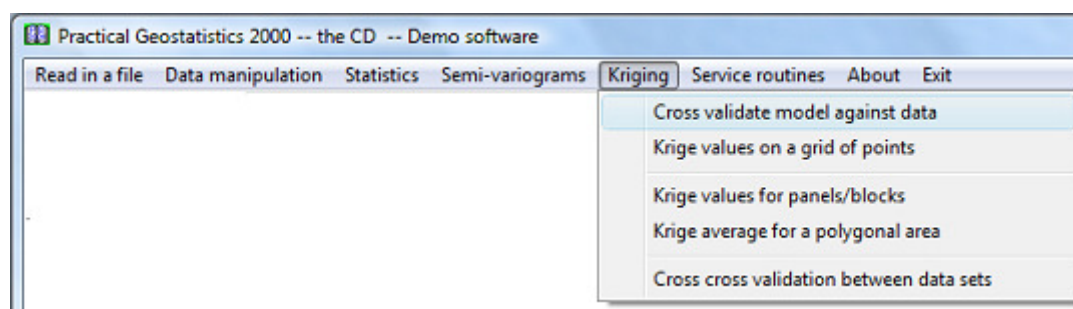 Practical Geostatistics 2000 -- the CD -- Demo software
Read in a file Data manipulation Statistics Semi-variograms Kriging Service routines About Exit
Cross validate model against data
Krige values on a grid of points
Krige values for panels/blocks
Krige average for a polygonal area
Cross cross validation between data sets